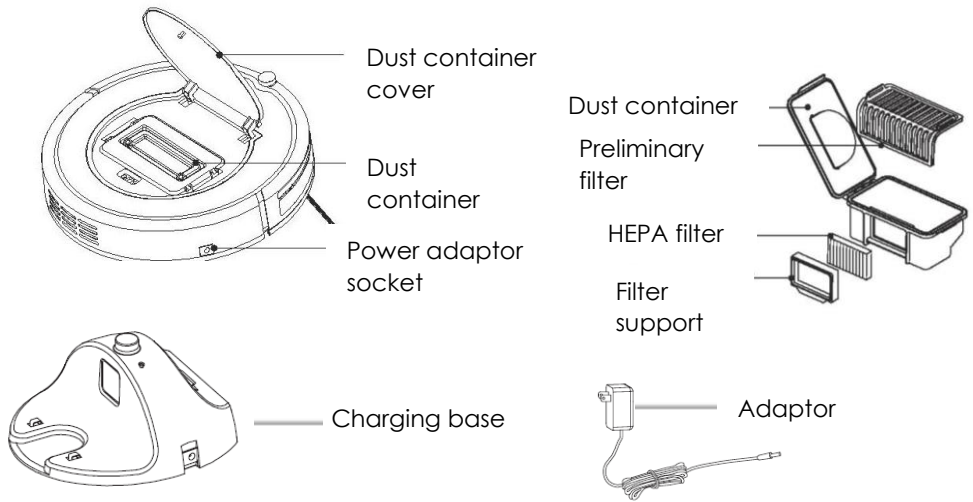 Dust container
cover
Dust
container
Power adaptor
socket
Dust container
Preliminary
filter
HEPA filter
Filter
support
Charging base
Adaptor